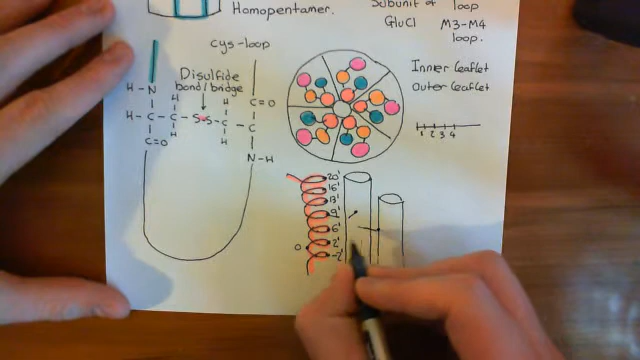 Homopentamer.
Subunit of loop
GluCl M3-M4
loop.
cys-loop
Disulfide
bond/bridge
Inner leaflet
Outer leaflet
1 2 3 4
H-N
H
H-C-C-S-S-C-C
H
C=O
H
H
C=O
N-H
20'
16'
13'
9'
6'
2'
-2'
0